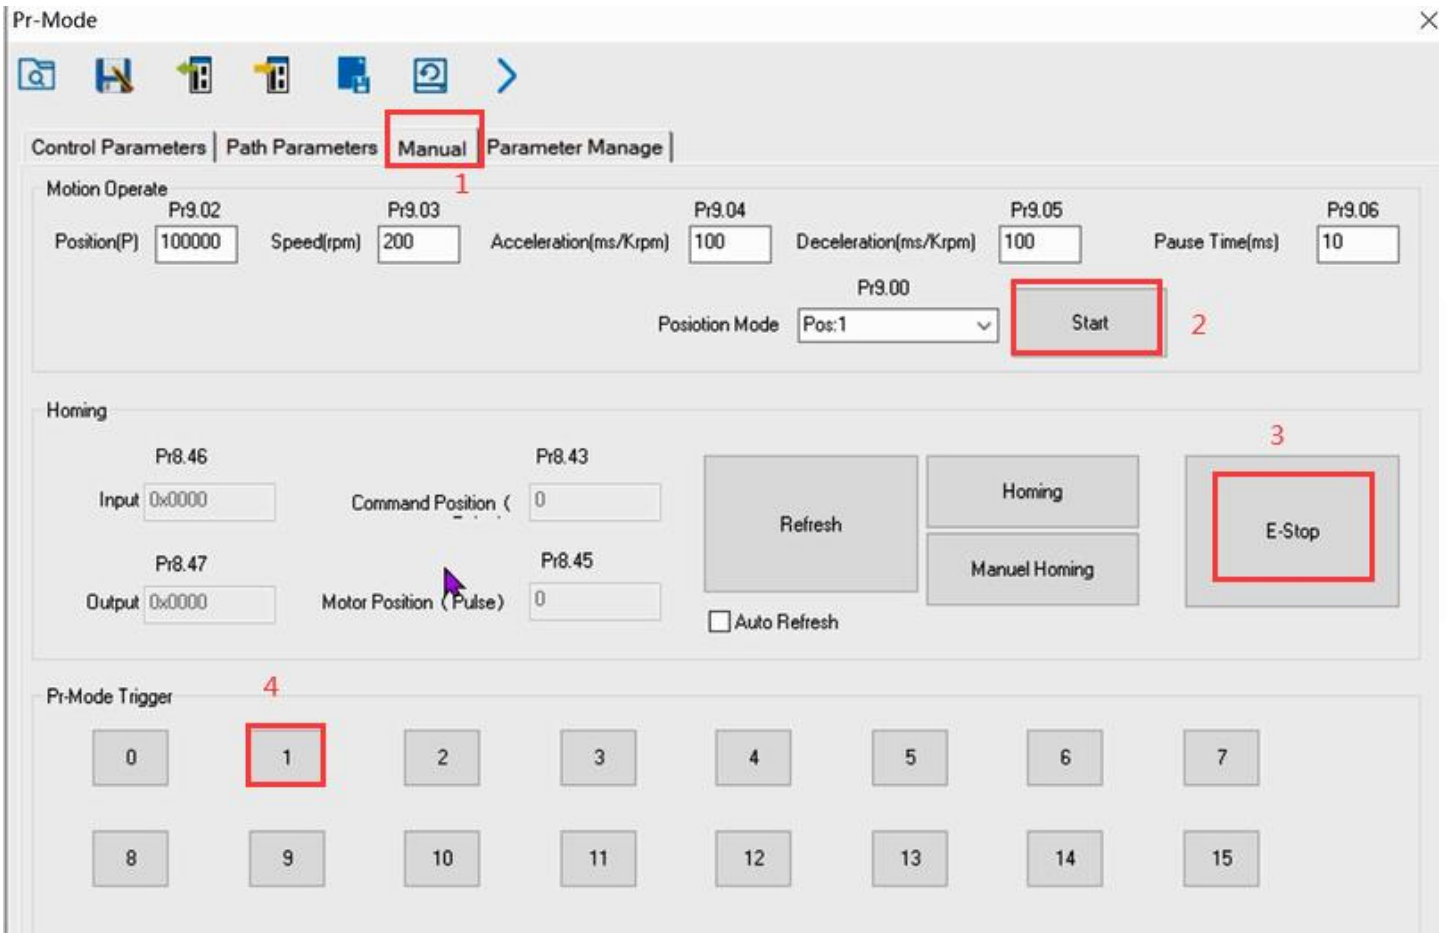 Pr-Mode
Control Parameters Path Parameters Manual Parameter Manage
1
Motion Operate
Pr9.02 Pr9.03 Pr9.04 Pr9.05 Pr9.06
Position(P) 100000 Speed(rpm) 200 Acceleration(ms/Krpm) 100 Deceleration(ms/Krpm) 100 Pause Time(ms) 10
Pr9.00
Posiotion Mode Pos:1 Start 2
Homing
3
Pr8.46 Pr8.43
Input 0x0000 Command Position ( 0 Refresh Homing E-Stop
Pr8.47 Pr8.45 Manuel Homing
Output 0x0000 Motor Position (Pulse) 0
Auto Refresh
4
Pr-Mode Trigger
0 1 2 3 4 5 6 7
8 9 10 11 12 13 14 15